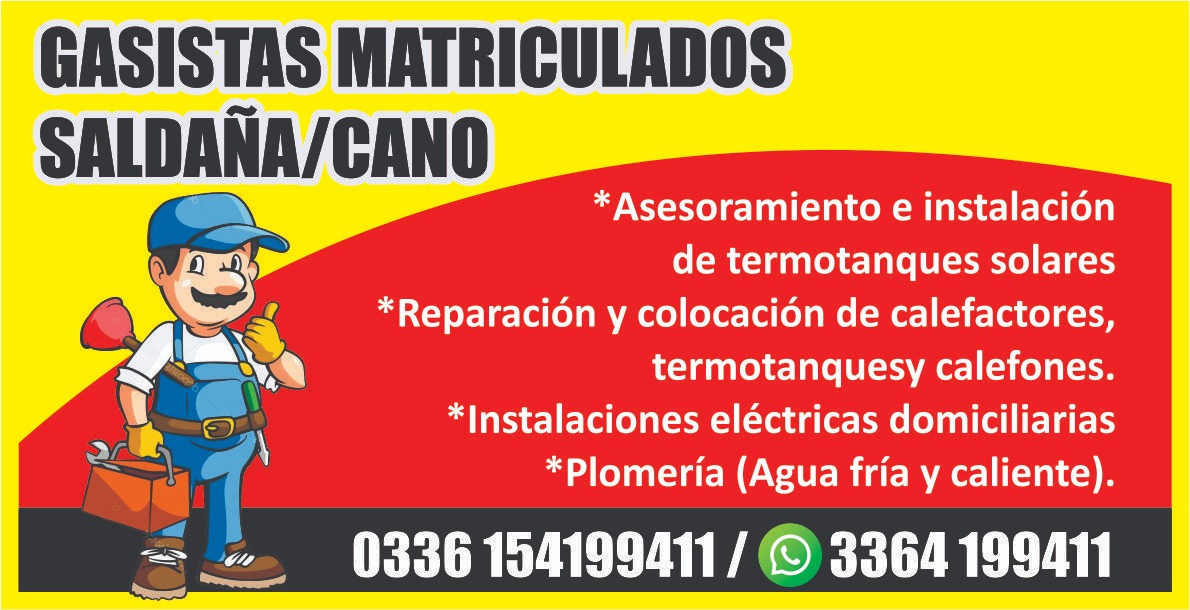 GASISTAS MATRICULADOS
SALDAÑA/CANO
*Asesoramiento e instalación
de termotanques solares
*Reparación y colocación de calefactores,
termotanquesy calefones.
*Instalaciones eléctricas domiciliarias
*Plomería (Agua fría y caliente).
0336 154199411 / 3364 199411